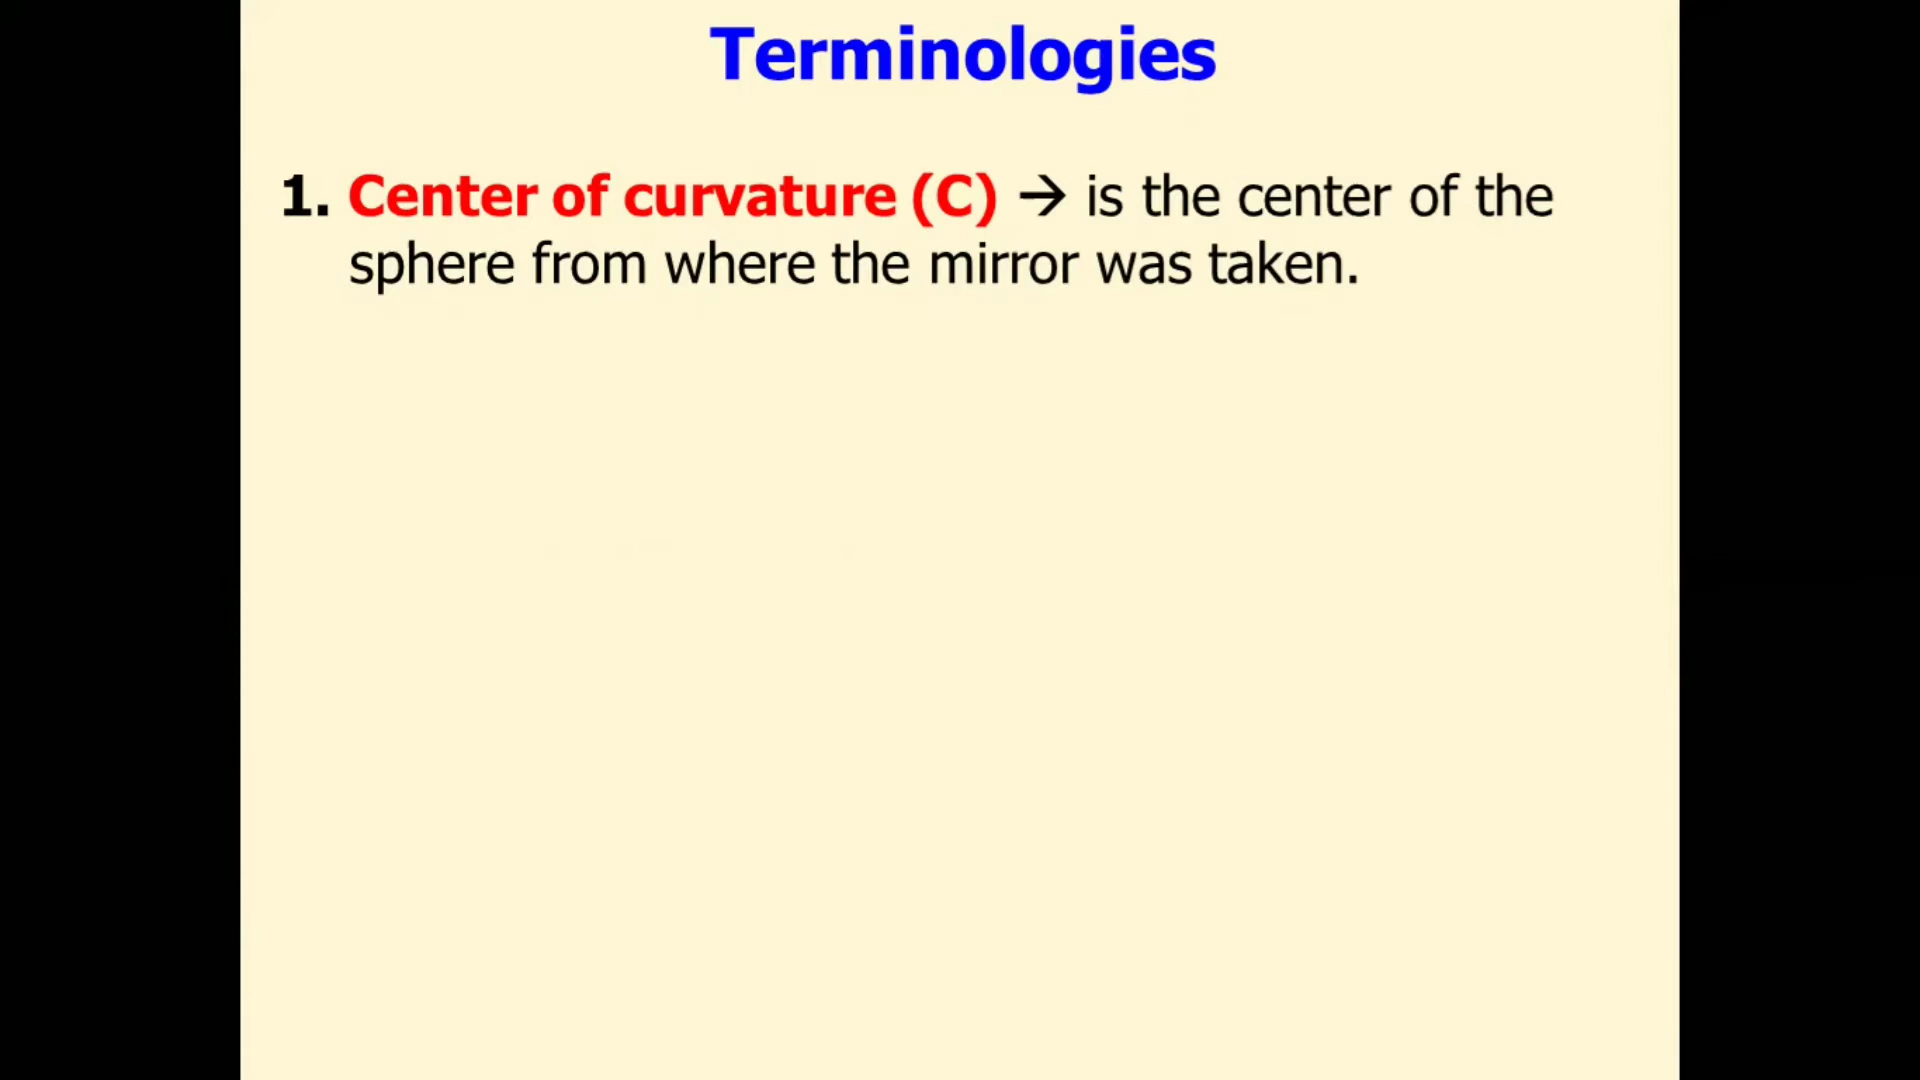 Terminologies
1. Center of curvature (C) → is the center of the
sphere from where the mirror was taken.